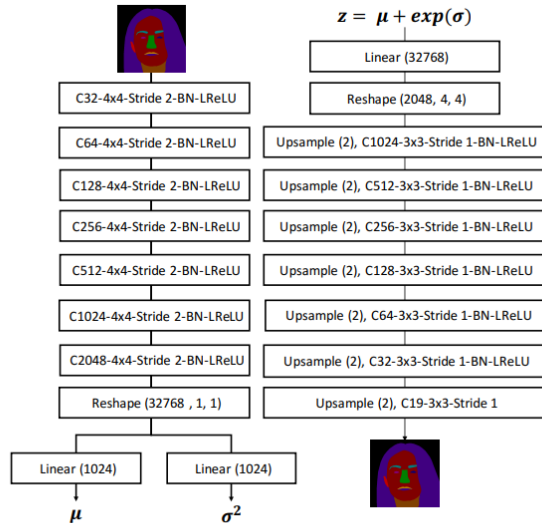 C32-4x4-Stride 2-BN-LReLU
C64-4x4-Stride 2-BN-LReLU
C128-4x4-Stride 2-BN-LReLU
C256-4x4-Stride 2-BN-LReLU
C512-4x4-Stride 2-BN-LReLU
C1024-4x4-Stride 2-BN-LReLU
C2048-4x4-Stride 2-BN-LReLU
Reshape (32768 , 1, 1)
Linear (1024)
Linear (1024)
μ
σ²
z = μ + exp(σ)
Linear (32768)
Reshape (2048, 4, 4)
Upsample (2), C1024-3x3-Stride 1-BN-LReLU
Upsample (2), C512-3x3-Stride 1-BN-LReLU
Upsample (2), C256-3x3-Stride 1-BN-LReLU
Upsample (2), C128-3x3-Stride 1-BN-LReLU
Upsample (2), C64-3x3-Stride 1-BN-LReLU
Upsample (2), C32-3x3-Stride 1-BN-LReLU
Upsample (2), C19-3x3-Stride 1